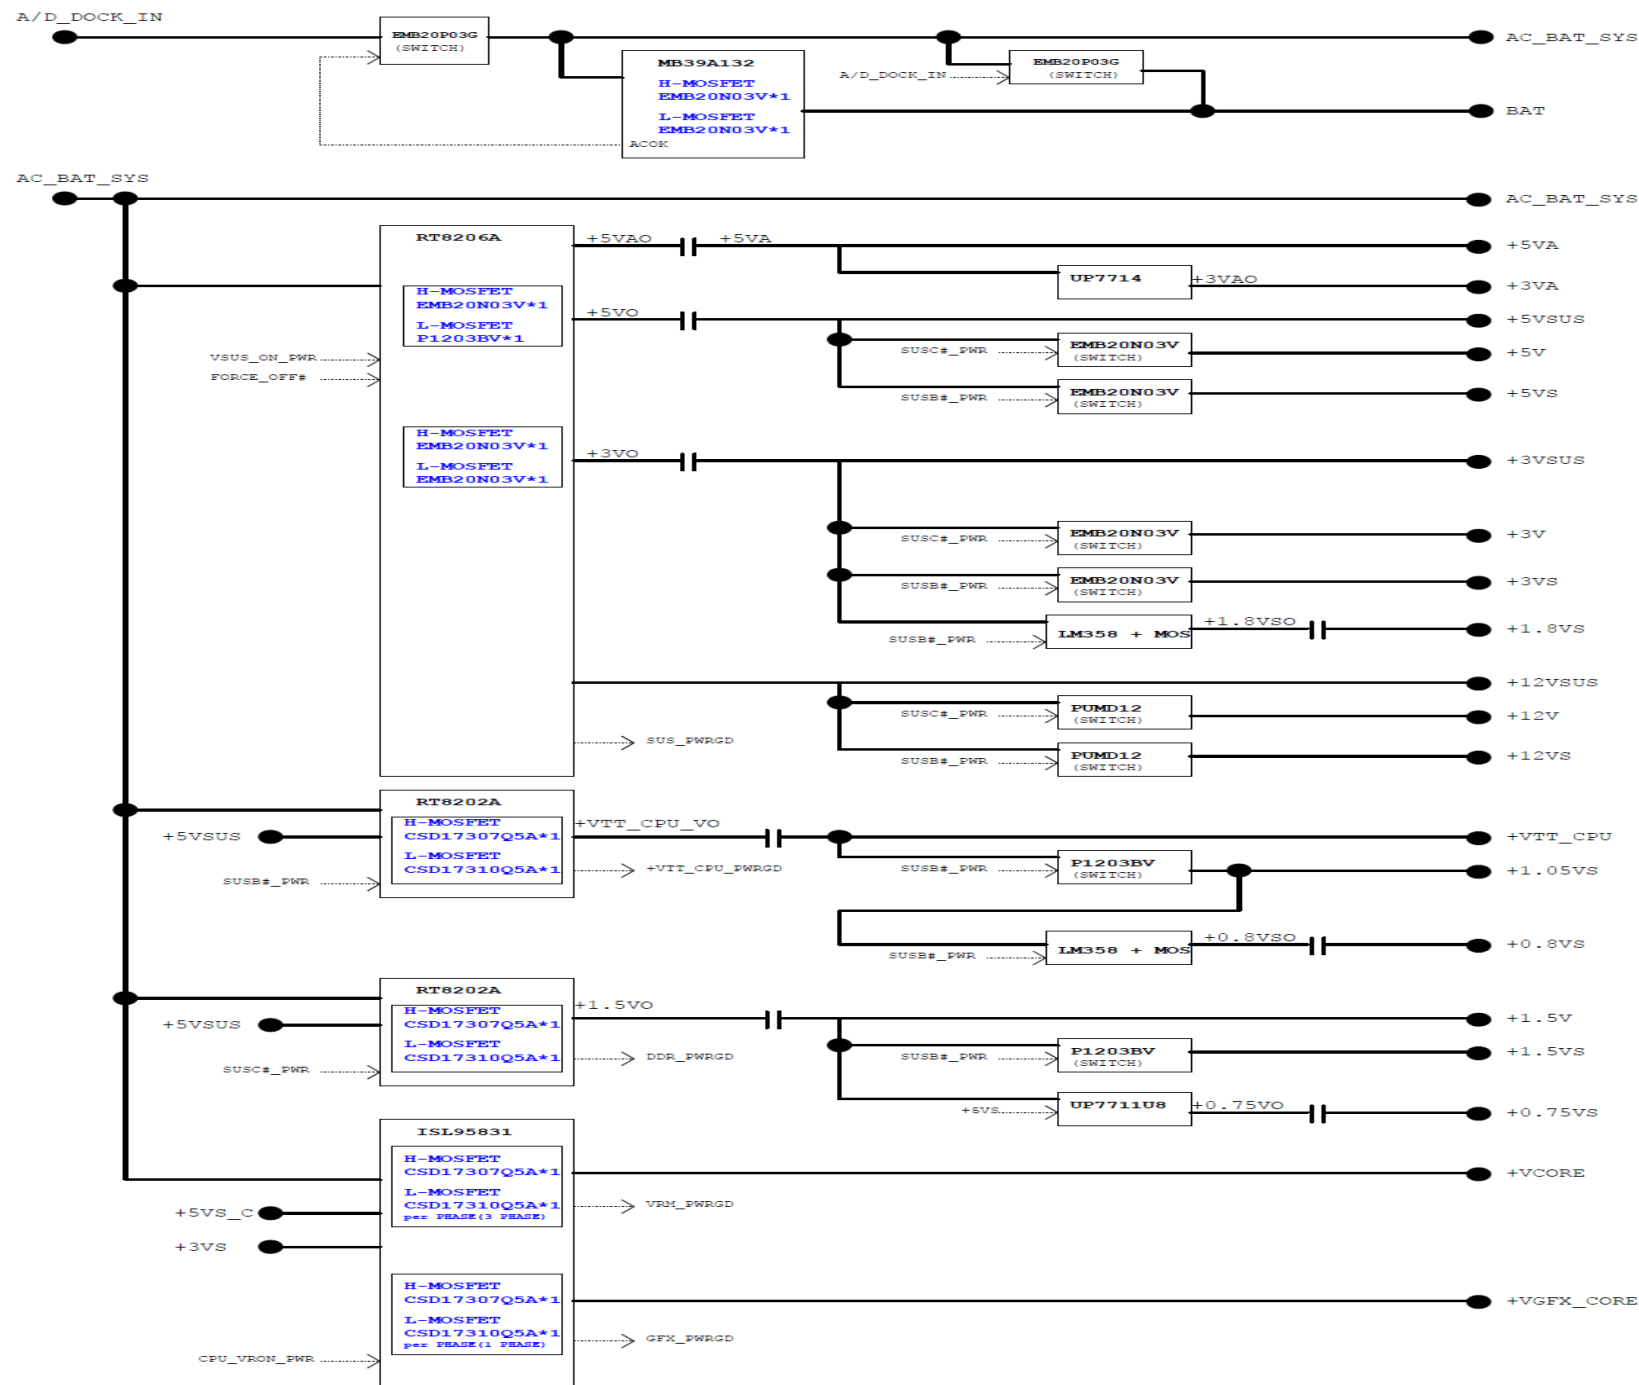 A/D_DOCK_IN
EMB20P03G
(SWITCH)
AC_BAT_SYS
MB39A132
H-MOSFET
EMB20N03V*1
L-MOSFET
EMB20N03V*1
ACOK
A/D_DOCK_IN
EMB20P03G
(SWITCH)
BAT
AC_BAT_SYS
AC_BAT_SYS
RT8206A
+5VAO
+5VA
+5VA
UP7714
+3VAO
+3VA
H-MOSFET
EMB20N03V*1
L-MOSFET
P1203BV*1
+5VO
+5VSUS
VSUS_ON_PWR
FORCE_OFF#
SUSC#_PWR
EMB20N03V
(SWITCH)
+5V
SUSB#_PWR
EMB20N03V
(SWITCH)
+5VS
H-MOSFET
EMB20N03V*1
L-MOSFET
EMB20N03V*1
+3VO
+3VSUS
SUSC#_PWR
EMB20N03V
(SWITCH)
+3V
SUSB#_PWR
EMB20N03V
(SWITCH)
+3VS
SUSB#_PWR
LM358 + MOS
+1.8VSO
+1.8VS
+12VSUS
SUSC#_PWR
PUMD12
(SWITCH)
+12V
SUS_PWRGD
SUSB#_PWR
PUMD12
(SWITCH)
+12VS
RT8202A
+5VSUS
H-MOSFET
CSD17307Q5A*1
L-MOSFET
CSD17310Q5A*1
SUSB#_PWR
+VTT_CPU_VO
+VTT_CPU
+VTT_CPU_PWRGD
SUSB#_PWR
P1203BV
(SWITCH)
+1.05VS
SUSB#_PWR
LM358 + MOS
+0.8VSO
+0.8VS
RT8202A
+5VSUS
H-MOSFET
CSD17307Q5A*1
L-MOSFET
CSD17310Q5A*1
SUSC#_PWR
+1.5VO
+1.5V
DDR_PWRGD
SUSB#_PWR
P1203BV
(SWITCH)
+1.5VS
+5VS
UP7711U8
+0.75VO
+0.75VS
ISL95831
H-MOSFET
CSD17307Q5A*1
L-MOSFET
CSD17310Q5A*1
per PHASE(3 PHASE)
+VCORE
+5VS_C
VRM_PWRGD
+3VS
H-MOSFET
CSD17307Q5A*1
L-MOSFET
CSD17310Q5A*1
per PHASE(1 PHASE)
+VGFX_CORE
GFX_PWRGD
CPU_VRON_PWR